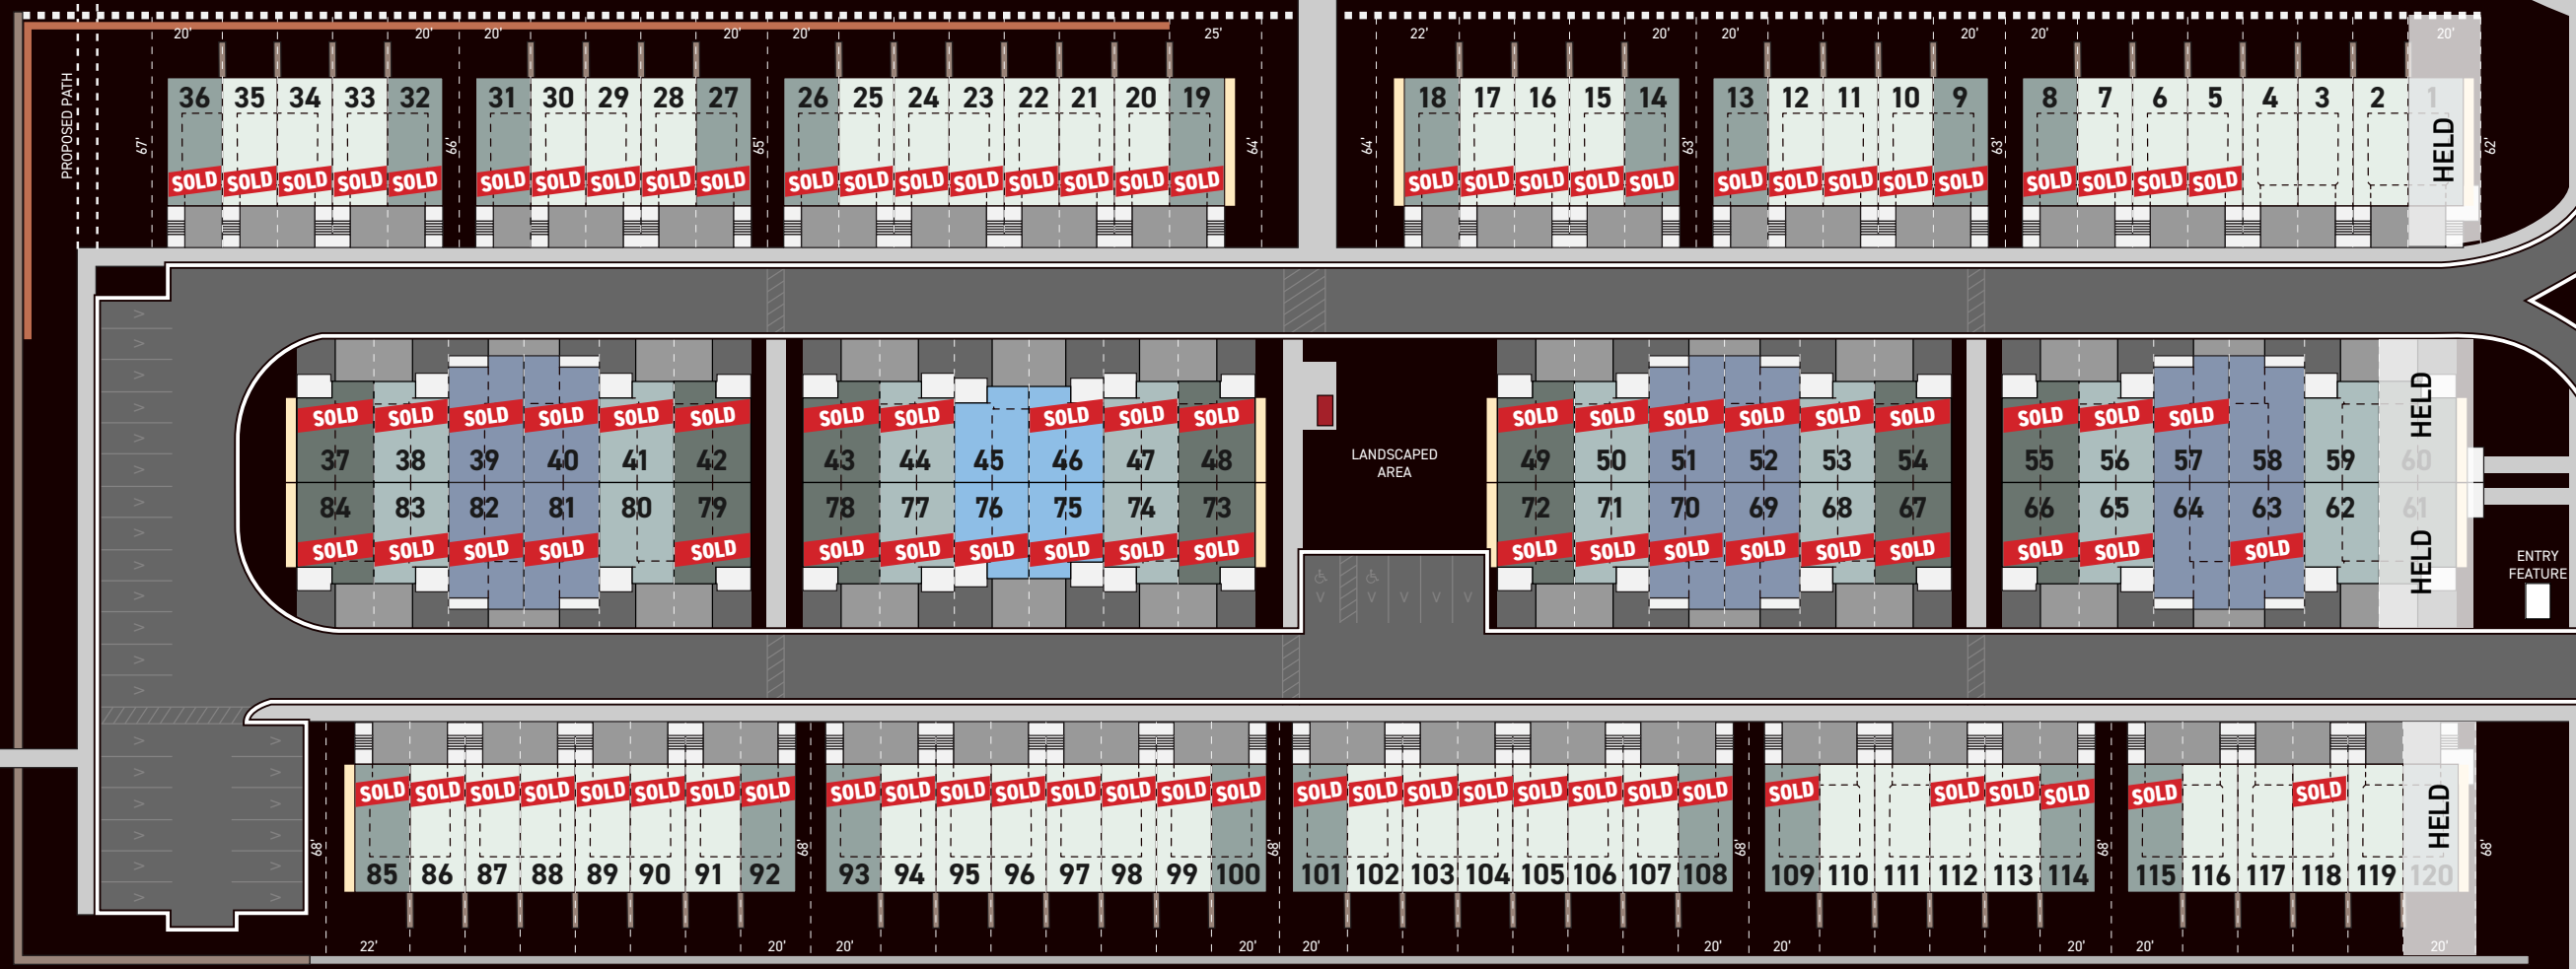 20' 20' 20' 20' 20' 25' 22' 20' 20' 20' 20' 20'
PROPOSED PATH
36 35 34 33 32 31 30 29 28 27 26 25 24 23 22 21 20 19 18 17 16 15 14 13 12 11 10 9 8 7 6 5 4 3 2 1
67' 66' 65' 64' 64' 63' 63' HELD 62'
SOLD SOLD SOLD SOLD SOLD SOLD SOLD SOLD SOLD SOLD SOLD SOLD SOLD SOLD SOLD SOLD SOLD SOLD SOLD SOLD SOLD SOLD SOLD SOLD SOLD SOLD SOLD SOLD SOLD SOLD SOLD SOLD
SOLD SOLD SOLD SOLD SOLD SOLD SOLD SOLD SOLD SOLD SOLD SOLD SOLD SOLD SOLD SOLD SOLD SOLD SOLD SOLD HELD
37 38 39 40 41 42 43 44 45 46 47 48 49 50 51 52 53 54 55 56 57 58 59 60
LANDSCAPED
AREA
84 83 82 81 80 79 78 77 76 75 74 73 72 71 70 69 68 67 66 65 64 63 62 61
SOLD SOLD SOLD SOLD SOLD SOLD SOLD SOLD SOLD SOLD SOLD SOLD SOLD SOLD SOLD SOLD SOLD SOLD SOLD SOLD HELD
ENTRY
FEATURE
SOLD SOLD SOLD SOLD SOLD SOLD SOLD SOLD SOLD SOLD SOLD SOLD SOLD SOLD SOLD SOLD SOLD SOLD SOLD SOLD SOLD SOLD SOLD SOLD SOLD SOLD SOLD SOLD SOLD SOLD
68' 68' 68' 68' 68' HELD 68'
85 86 87 88 89 90 91 92 93 94 95 96 97 98 99 100 101 102 103 104 105 106 107 108 109 110 111 112 113 114 115 116 117 118 119 120
22' 20' 20' 20' 20' 20' 20' 20' 20' 20'